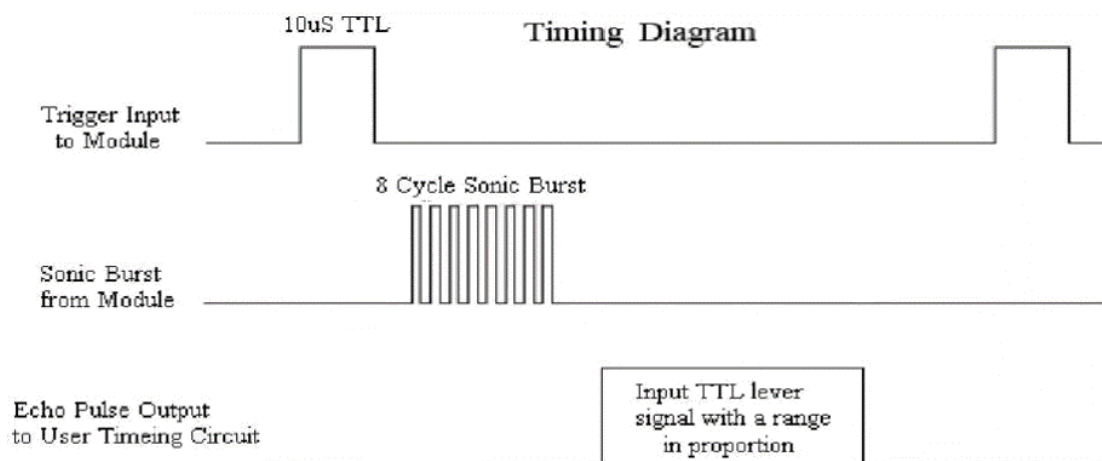 10uS TTL
Timing Diagram
Trigger Input
to Module
8 Cycle Sonic Burst
Sonic Burst
from Module
Echo Pulse Output
to User Timeing Circuit
Input TTL lever
signal with a range
in proportion